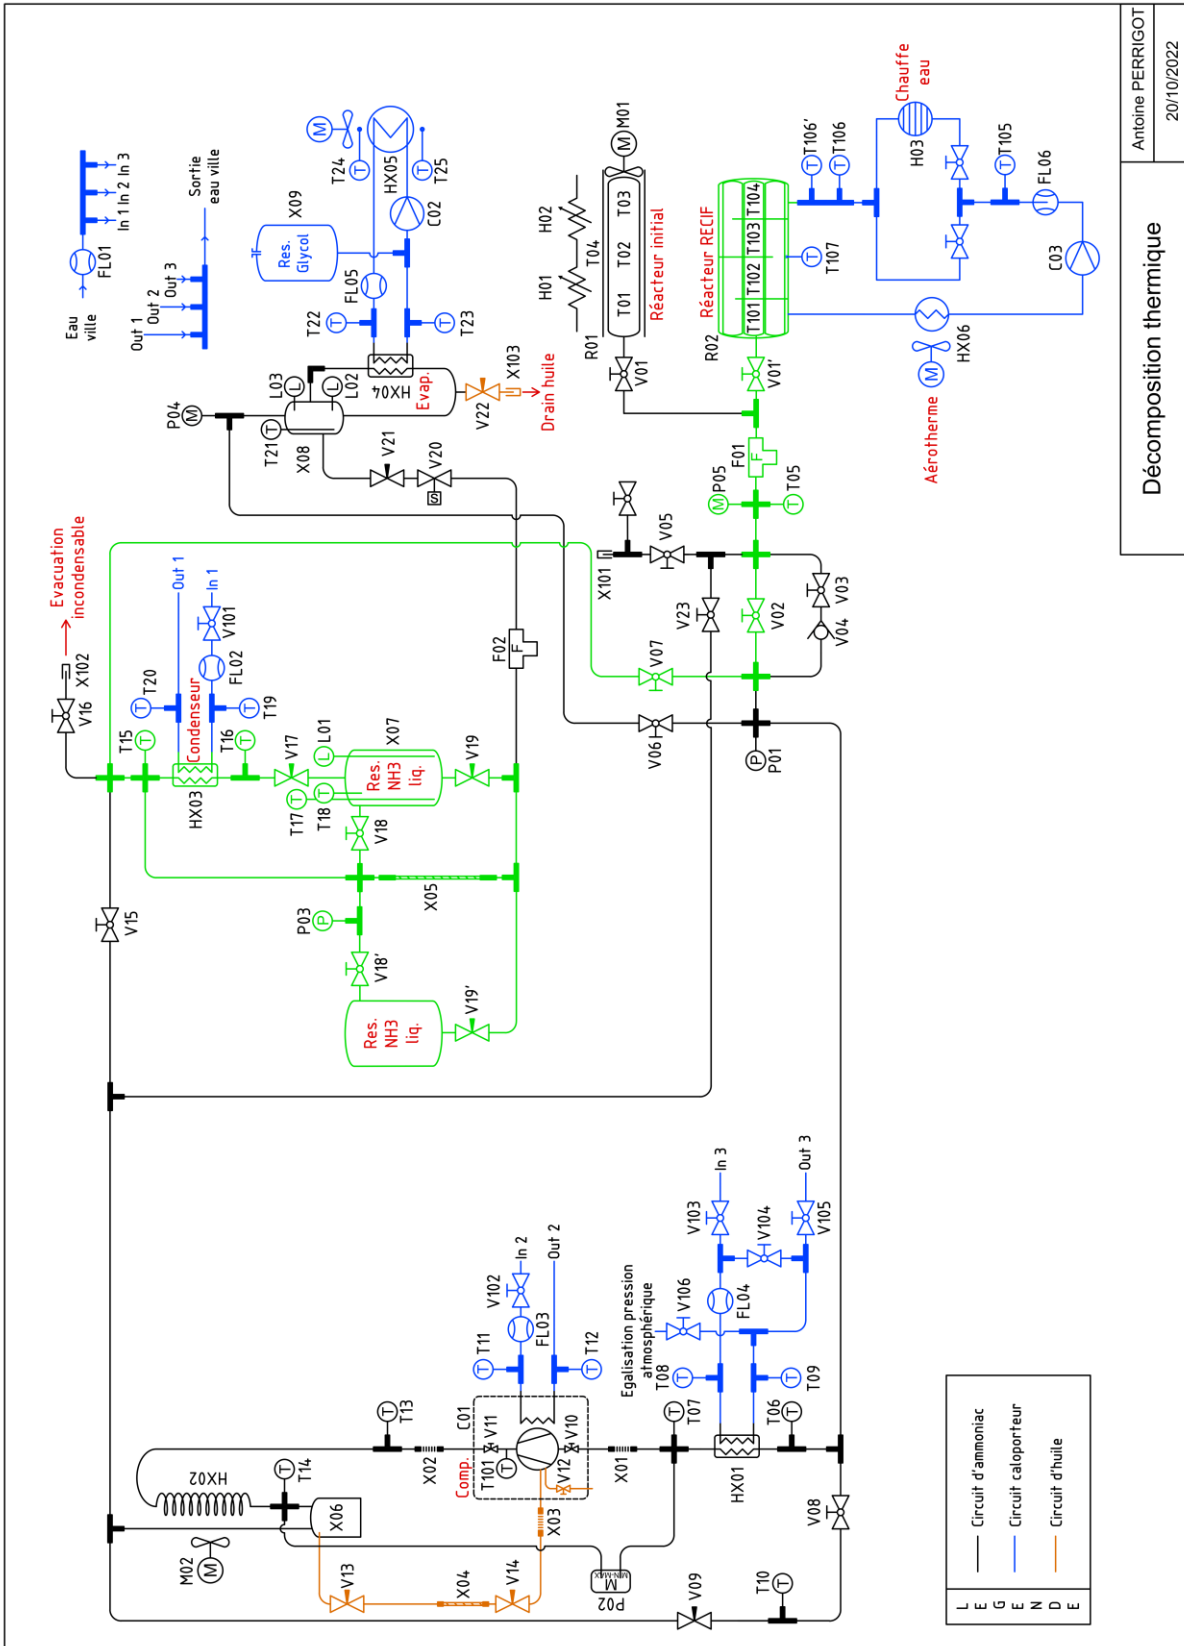 Antoine PERRIGOT
20/10/2022
Décomposition thermique
Eau
ville
FL01
In 1
In 2
In 3
Out 1
Out 2
Out 3
Sortie
eau ville
X09
Res.
Glycol
T24
M
HX05
T25
C02
FL05
T22
T23
HX04
Evap.
P04
M
L03
L02
T21
X08
V22
X103
Drain huile
V21
V20
S
H01
H02
T04
R01
T01
T02
T03
M
M01
Réacteur initial
V01
Réacteur RECIF
R02
T101
T102
T103
T104
V01'
T106'
T106
T107
H03
Chauffe
eau
T105
FL06
C03
HX06
M
Aérotherme
F01
F
P05
M
T05
X101
V05
V23
V02
V03
V04
V07
V06
P
P01
F02
F
Evacuation
incondensable
X102
V16
Out 1
In 1
V101
FL02
T20
T19
Condenseur
T15
T16
HX03
V17
L01
X07
Res.
NH3
liq.
T17
T18
V18
V19
X05
P03
P
V18'
V19'
Res.
NH3
liq.
V15
In 2
V102
FL03
Out 2
T11
T12
C01
Comp.
V11
V10
T101
V12
T13
X02
X01
X03
HX02
T14
X06
M02
M
V13
X04
V14
M
MIN-MAX
P02
In 3
V103
Out 3
V104
V105
FL04
V106
Egalisation pression
atmosphérique
T08
T09
T07
T06
HX01
V08
V09
T10
LEGENDE
Circuit d'ammoniac
Circuit caloporteur
Circuit d'huile